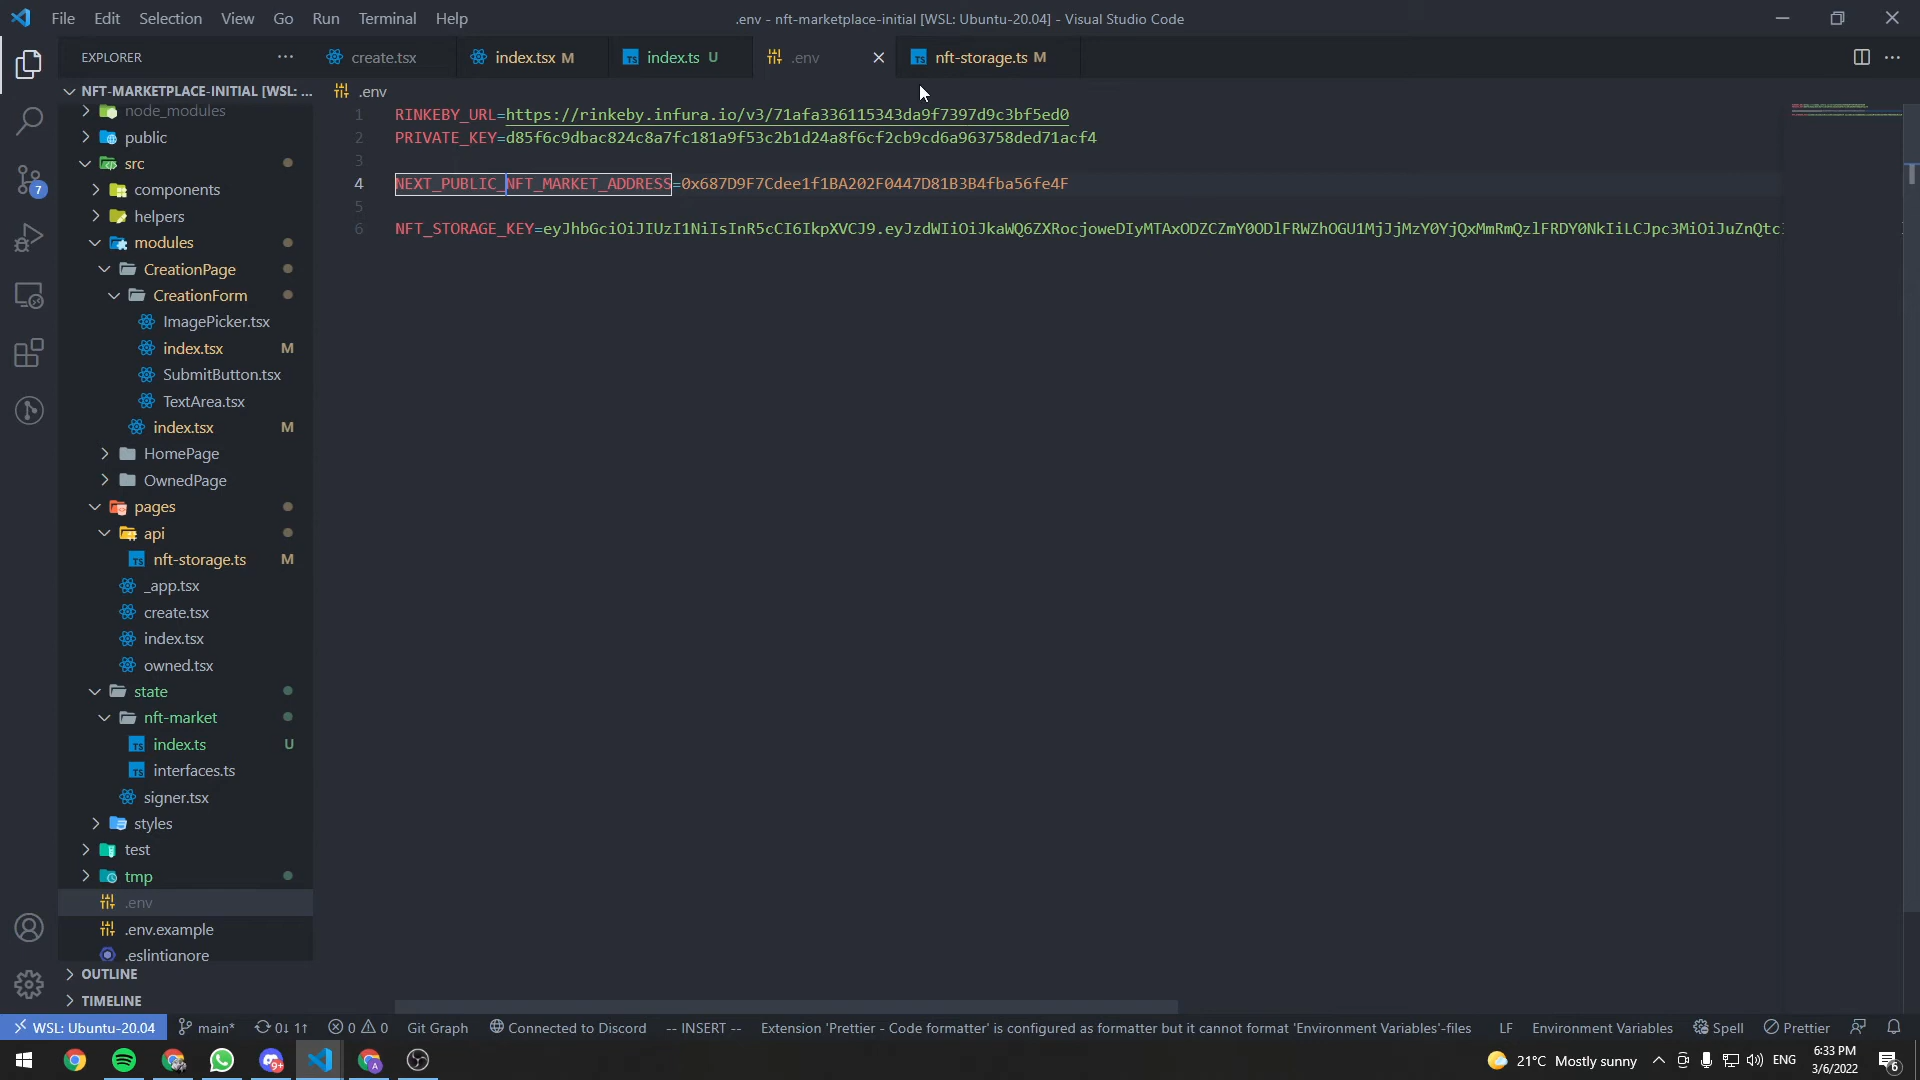 File Edit Selection View Go Run Terminal Help
.env - nft-marketplace-initial [WSL: Ubuntu-20.04] - Visual Studio Code
EXPLORER
create.tsx
index.tsx M
index.ts U
.env
nft-storage.ts M
NFT-MARKETPLACE-INITIAL [WSL: ...
.env
node_modules
public
src
components
helpers
modules
CreationPage
CreationForm
ImagePicker.tsx
index.tsx M
SubmitButton.tsx
TextArea.tsx
index.tsx M
HomePage
OwnedPage
pages
api
nft-storage.ts M
_app.tsx
create.tsx
index.tsx
owned.tsx
state
nft-market
index.ts U
interfaces.ts
signer.tsx
styles
test
tmp
.env
.env.example
.eslintignore
OUTLINE
TIMELINE
7
1 RINKEBY_URL=https://rinkeby.infura.io/v3/71afa336115343da9f7397d9c3bf5ed0
2 PRIVATE_KEY=d85f6c9dbac824c8a7fc181a9f53c2b1d24a8f6cf2cb9cd6a963758ded71acf4
3
4 NEXT_PUBLIC_NFT_MARKET_ADDRESS=0x687D9F7Cdee1f1BA202F0447D81B3B4fba56fe4F
5
6 NFT_STORAGE_KEY=eyJhbGciOiJIUzI1NiIsInR5cCI6IkpXVCJ9.eyJzdWIiOiJkaWQ6ZXRocjoweDIyMTAxODZCZmY0ODlFRWZhOGU1MjJjMzY0YjQxMmRmQzlFRDY0NkIiLCJpc3MiOiJuZnQtc
WSL: Ubuntu-20.04 main* 0↓ 1↑ 0 0 Git Graph Connected to Discord -- INSERT -- Extension 'Prettier - Code formatter' is configured as formatter but it cannot format 'Environment Variables'-files LF Environment Variables Spell Prettier
9+ A 21°C Mostly sunny ENG 6:33 PM
3/6/2022 6